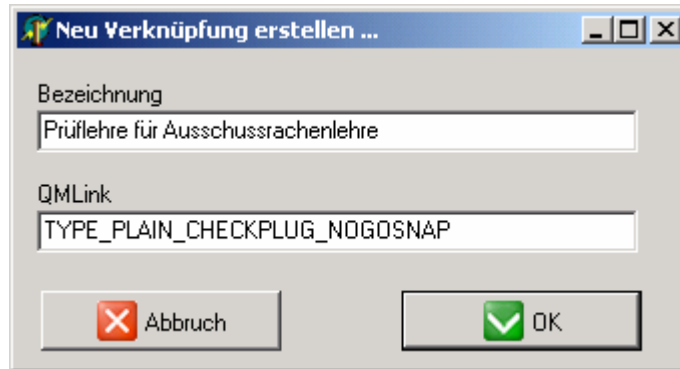 Neu Verknüpfung erstellen ...
Bezeichnung
Prüflehre für Ausschussrachenlehre
QMLink
TYPE_PLAIN_CHECKPLUG_NOGOSNAP
Abbruch OK